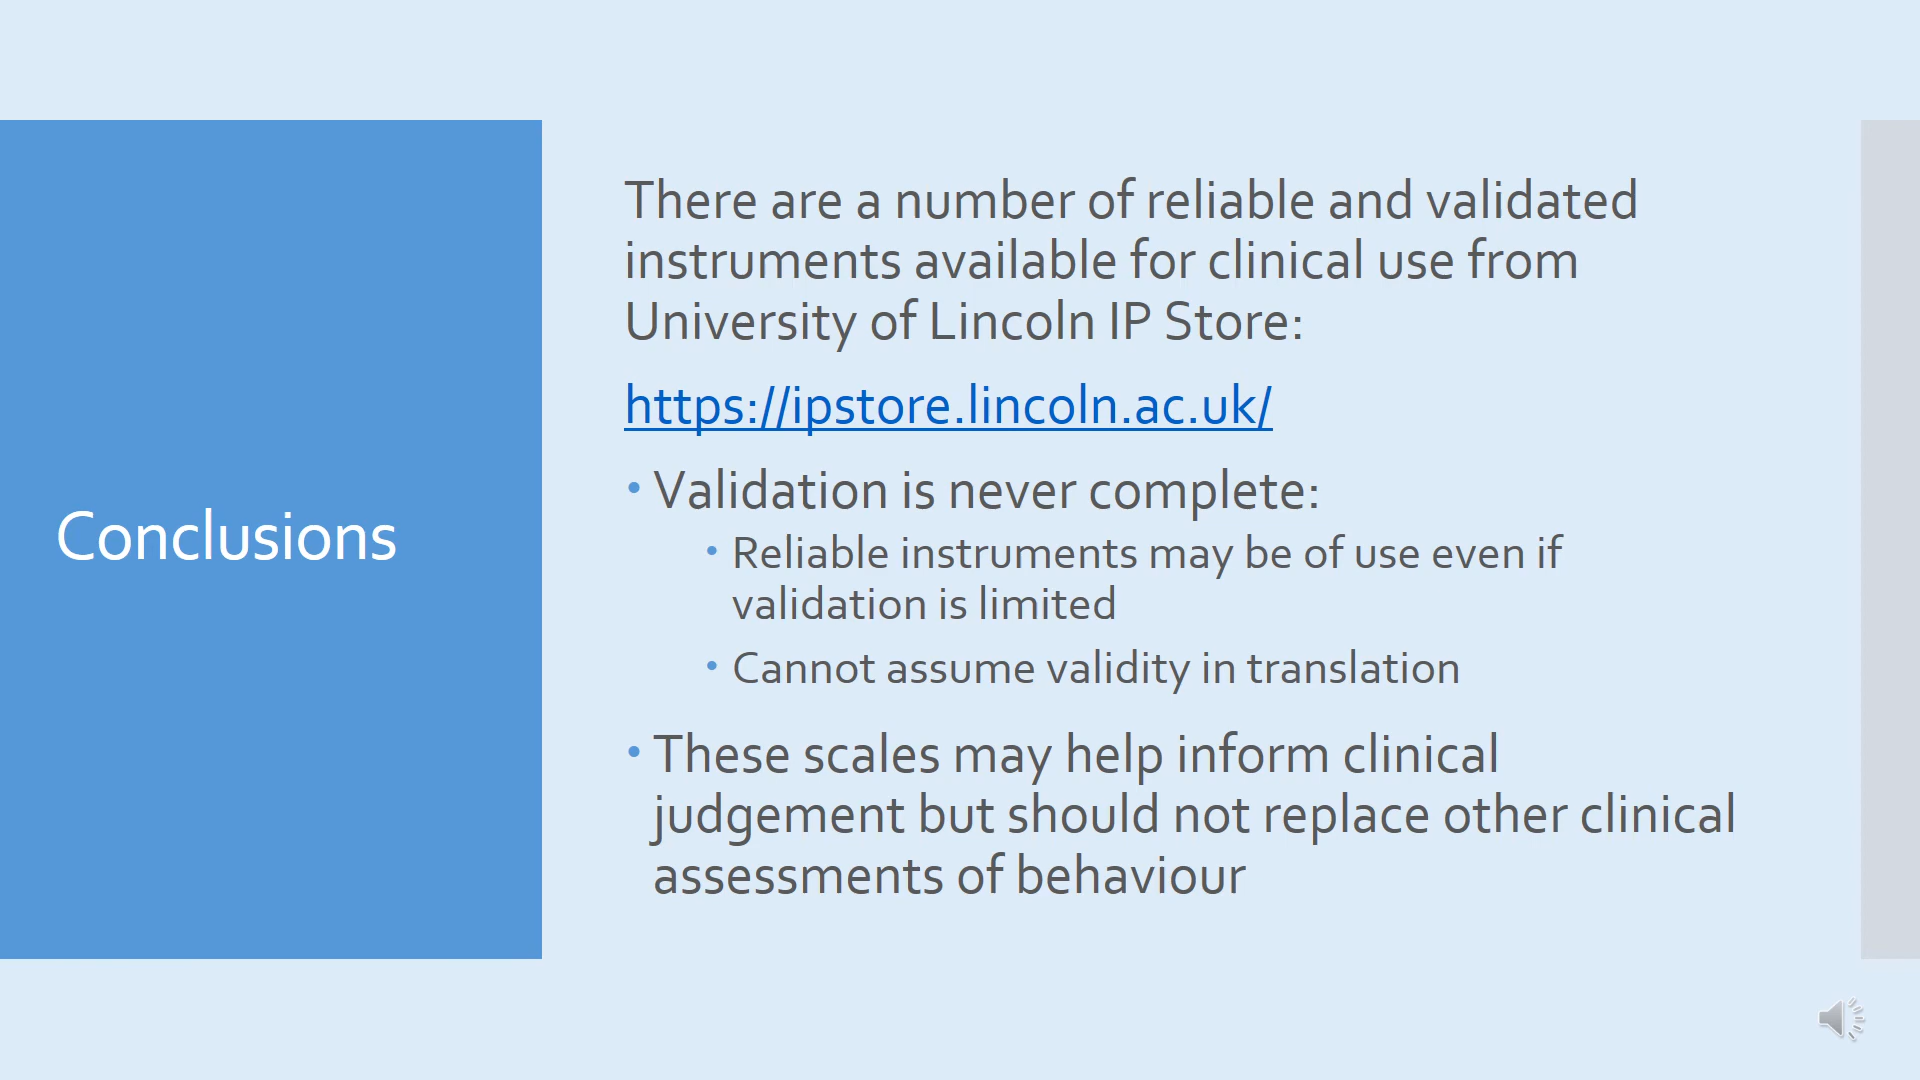 Conclusions
There are a number of reliable and validated
instruments available for clinical use from
University of Lincoln IP Store:
https://ipstore.lincoln.ac.uk/
• Validation is never complete:
• Reliable instruments may be of use even if
validation is limited
• Cannot assume validity in translation
• These scales may help inform clinical
judgement but should not replace other clinical
assessments of behaviour